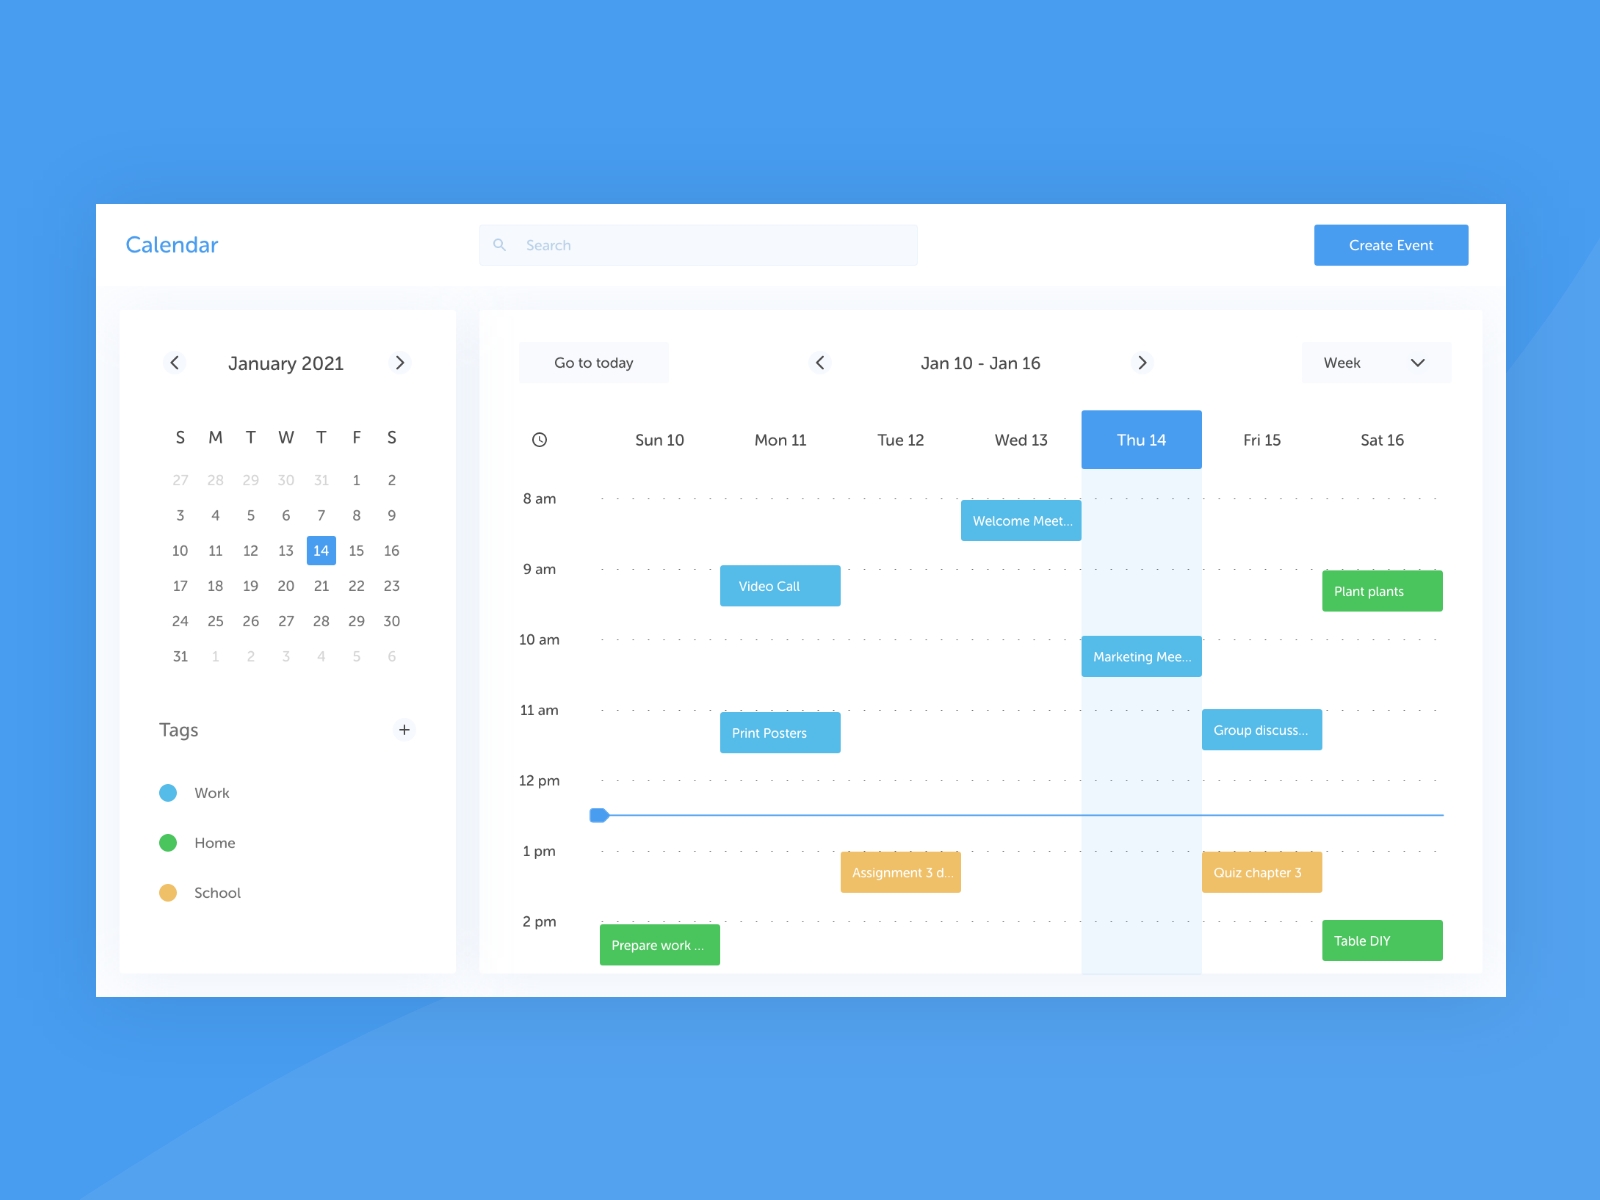 Calendar
Search
Create Event
January 2021
S M T W T F S
27 28 29 30 31 1 2
3 4 5 6 7 8 9
10 11 12 13 14 15 16
17 18 19 20 21 22 23
24 25 26 27 28 29 30
31 1 2 3 4 5 6
Tags
+
Work
Home
School
Go to today
Jan 10 - Jan 16
Week
Sun 10 Mon 11 Tue 12 Wed 13 Thu 14 Fri 15 Sat 16
8 am
Welcome Meet...
9 am
Video Call
Plant plants
10 am
Marketing Mee...
11 am
Print Posters
Group discuss...
12 pm
1 pm
Assignment 3 d...
Quiz chapter 3
2 pm
Prepare work ...
Table DIY